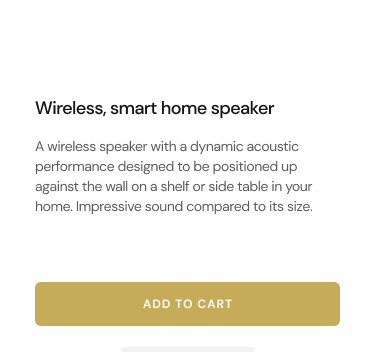 Wireless, smart home speaker
A wireless speaker with a dynamic acoustic
performance designed to be positioned up
against the wall on a shelf or side table in your
home. Impressive sound compared to its size.
ADD TO CART